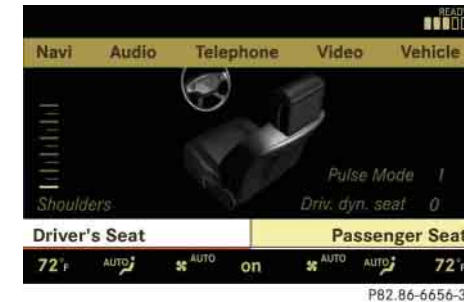 READY
Navi Audio Telephone Video Vehicle
Pulse Mode 1
Shoulders Driv. dyn. seat 0
Driver's Seat Passenger Seat
72°F AUTO AUTO on AUTO AUTO 72°F
P82.86-6656-3